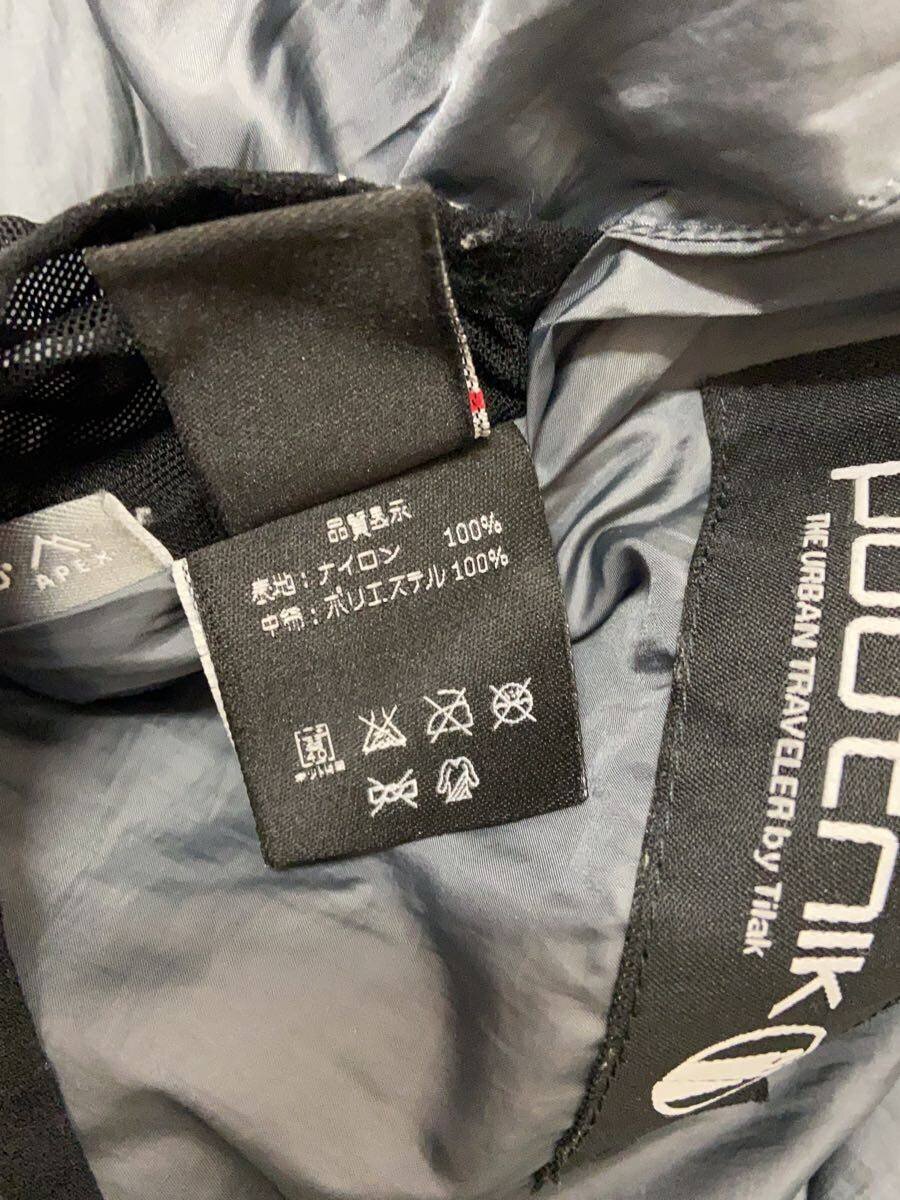 品質表示
表地：ナイロン 100%
中綿：ポリエステル 100%
APEX
pootenik
THE URBAN TRAVELER by Tilak